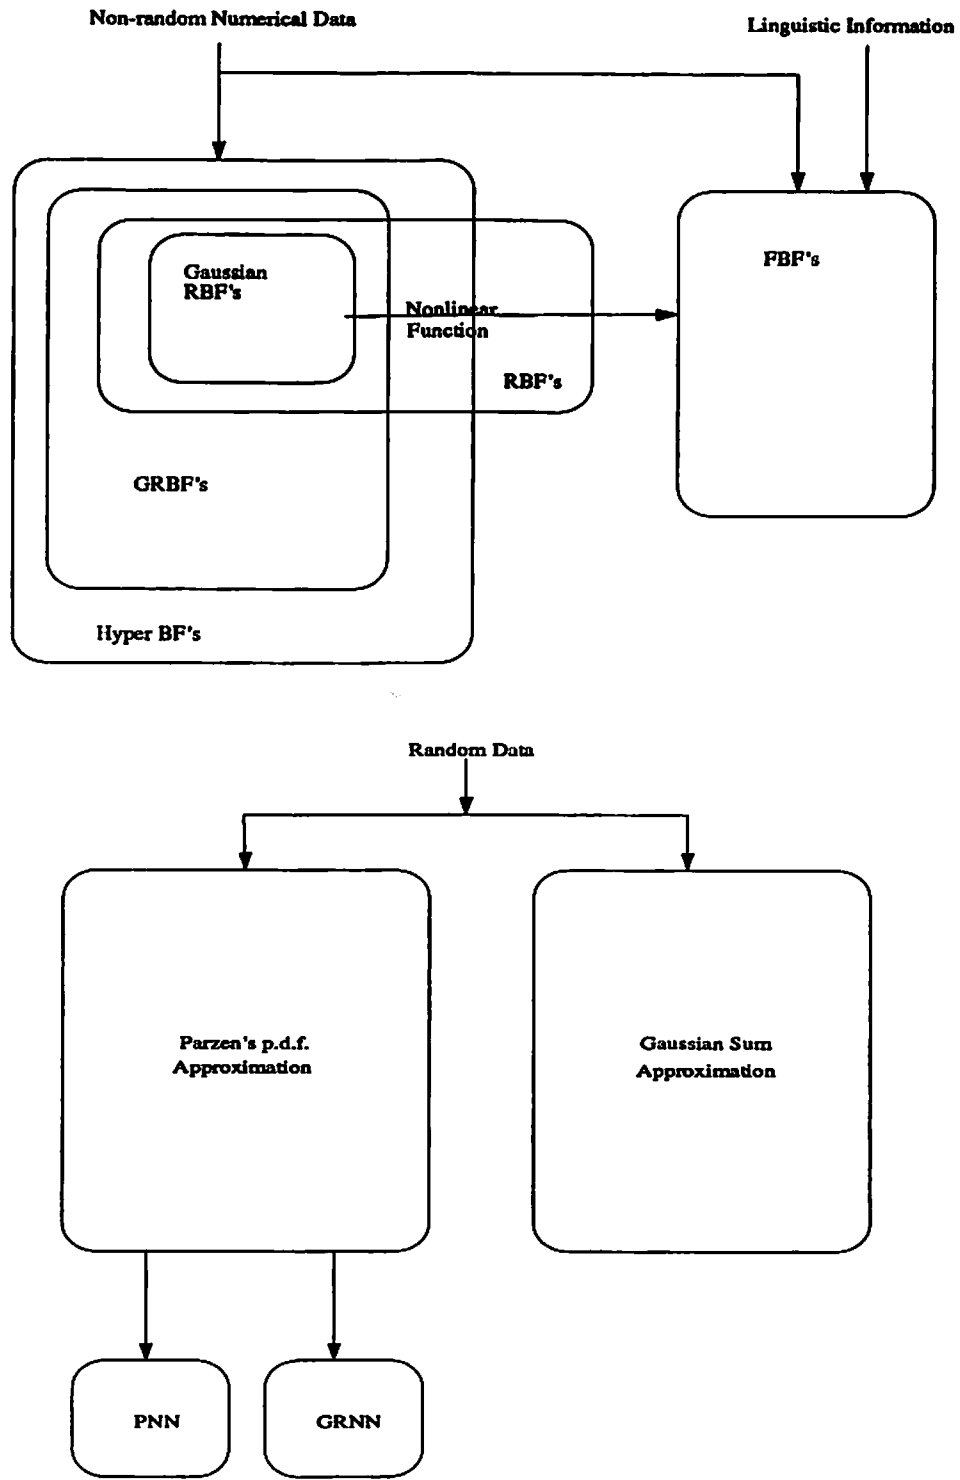 Non-random Numerical Data
Linguistic Information
Gaussian
RBF's
Nonlinear
Function
RBF's
FBF's
GRBF's
Hyper BF's
Random Data
Parzen's p.d.f.
Approximation
Gaussian Sum
Approximation
PNN
GRNN